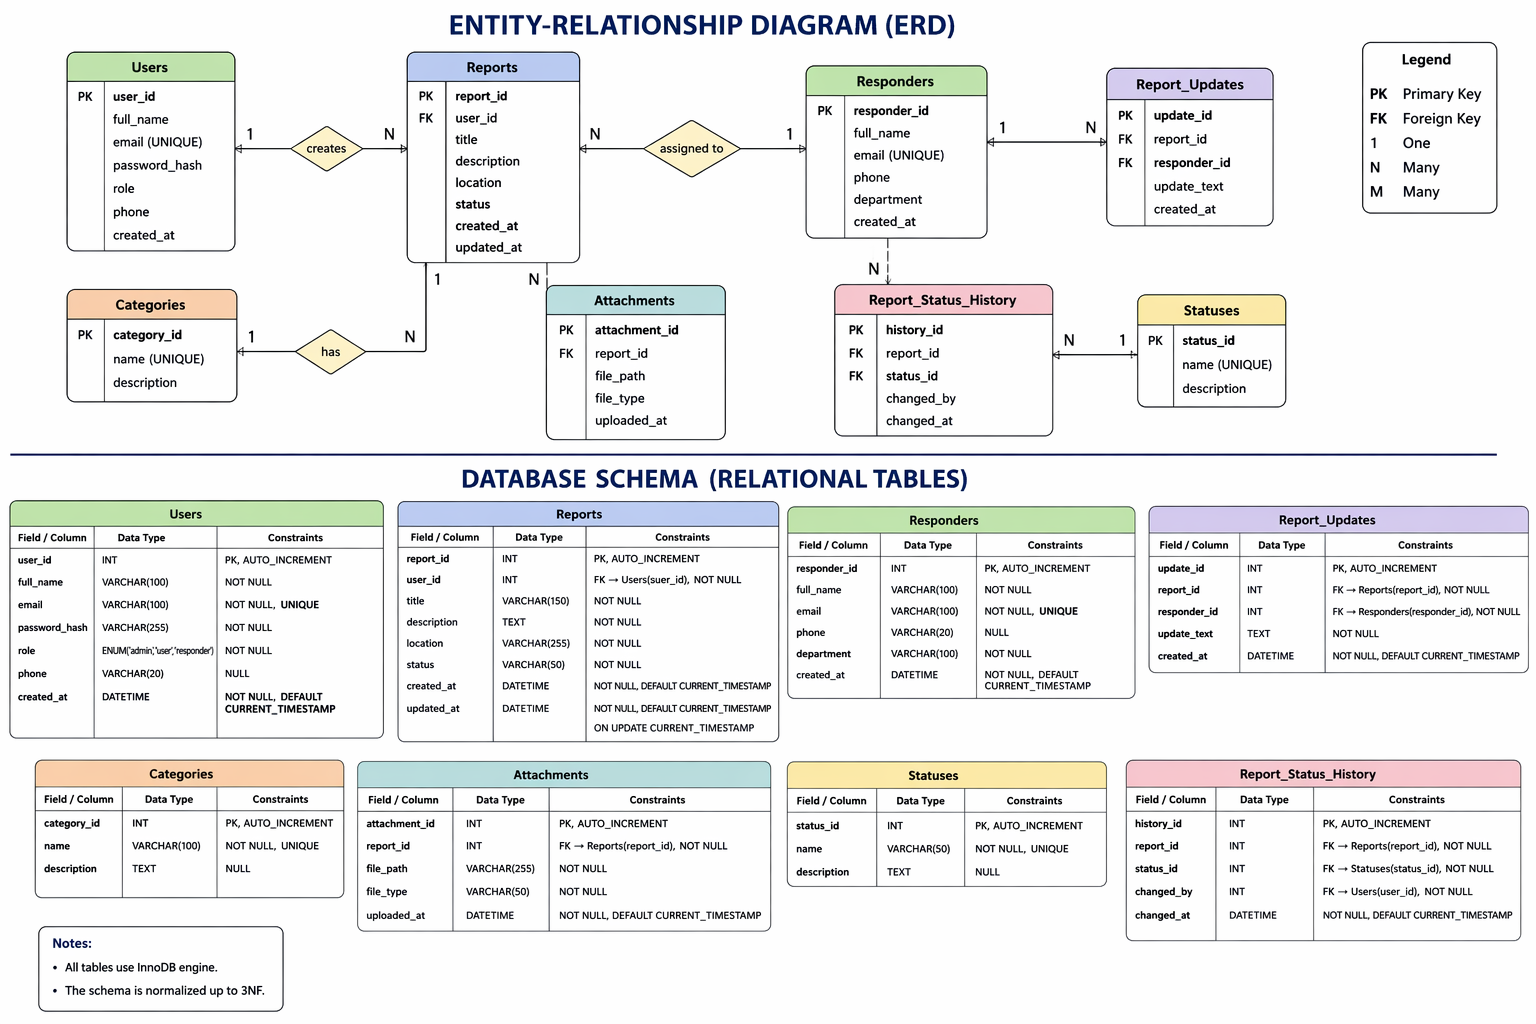 ENTITY-RELATIONSHIP DIAGRAM (ERD)
Users
PK user_id
full_name
email (UNIQUE)
password_hash
role
phone
created_at
1
creates
N
Reports
PK report_id
FK user_id
title
description
location
status
created_at
updated_at
N
assigned to
1
Responders
PK responder_id
full_name
email (UNIQUE)
phone
department
created_at
1
N
Report_Updates
PK update_id
FK report_id
FK responder_id
update_text
created_at
Legend
PK Primary Key
FK Foreign Key
1 One
N Many
M Many
Categories
PK category_id
name (UNIQUE)
description
1
has
N
1
N
Attachments
PK attachment_id
FK report_id
file_path
file_type
uploaded_at
N
Report_Status_History
PK history_id
FK report_id
FK status_id
changed_by
changed_at
N
1
Statuses
PK status_id
name (UNIQUE)
description
DATABASE SCHEMA (RELATIONAL TABLES)
Users
Field / Column Data Type Constraints
user_id INT PK, AUTO_INCREMENT
full_name VARCHAR(100) NOT NULL
email VARCHAR(100) NOT NULL, UNIQUE
password_hash VARCHAR(255) NOT NULL
role ENUM('admin','user','responder') NOT NULL
phone VARCHAR(20) NULL
created_at DATETIME NOT NULL, DEFAULT
CURRENT_TIMESTAMP
Reports
Field / Column Data Type Constraints
report_id INT PK, AUTO_INCREMENT
user_id INT FK → Users(suer_id), NOT NULL
title VARCHAR(150) NOT NULL
description TEXT NOT NULL
location VARCHAR(255) NOT NULL
status VARCHAR(50) NOT NULL
created_at DATETIME NOT NULL, DEFAULT CURRENT_TIMESTAMP
updated_at DATETIME NOT NULL, DEFAULT CURRENT_TIMESTAMP
ON UPDATE CURRENT_TIMESTAMP
Responders
Field / Column Data Type Constraints
responder_id INT PK, AUTO_INCREMENT
full_name VARCHAR(100) NOT NULL
email VARCHAR(100) NOT NULL, UNIQUE
phone VARCHAR(20) NULL
department VARCHAR(100) NOT NULL
created_at DATETIME NOT NULL, DEFAULT
CURRENT_TIMESTAMP
Report_Updates
Field / Column Data Type Constraints
update_id INT PK, AUTO_INCREMENT
report_id INT FK → Reports(report_id), NOT NULL
responder_id INT FK → Responders(responder_id), NOT NULL
update_text TEXT NOT NULL
created_at DATETIME NOT NULL, DEFAULT CURRENT_TIMESTAMP
Categories
Field / Column Data Type Constraints
category_id INT PK, AUTO_INCREMENT
name VARCHAR(100) NOT NULL, UNIQUE
description TEXT NULL
Attachments
Field / Column Data Type Constraints
attachment_id INT PK, AUTO_INCREMENT
report_id INT FK → Reports(report_id), NOT NULL
file_path VARCHAR(255) NOT NULL
file_type VARCHAR(50) NOT NULL
uploaded_at DATETIME NOT NULL, DEFAULT CURRENT_TIMESTAMP
Statuses
Field / Column Data Type Constraints
status_id INT PK, AUTO_INCREMENT
name VARCHAR(50) NOT NULL, UNIQUE
description TEXT NULL
Report_Status_History
Field / Column Data Type Constraints
history_id INT PK, AUTO_INCREMENT
report_id INT FK → Reports(report_id), NOT NULL
status_id INT FK → Statuses(status_id), NOT NULL
changed_by INT FK → Users(user_id), NOT NULL
changed_at DATETIME NOT NULL, DEFAULT CURRENT_TIMESTAMP
Notes:
• All tables use InnoDB engine.
• The schema is normalized up to 3NF.